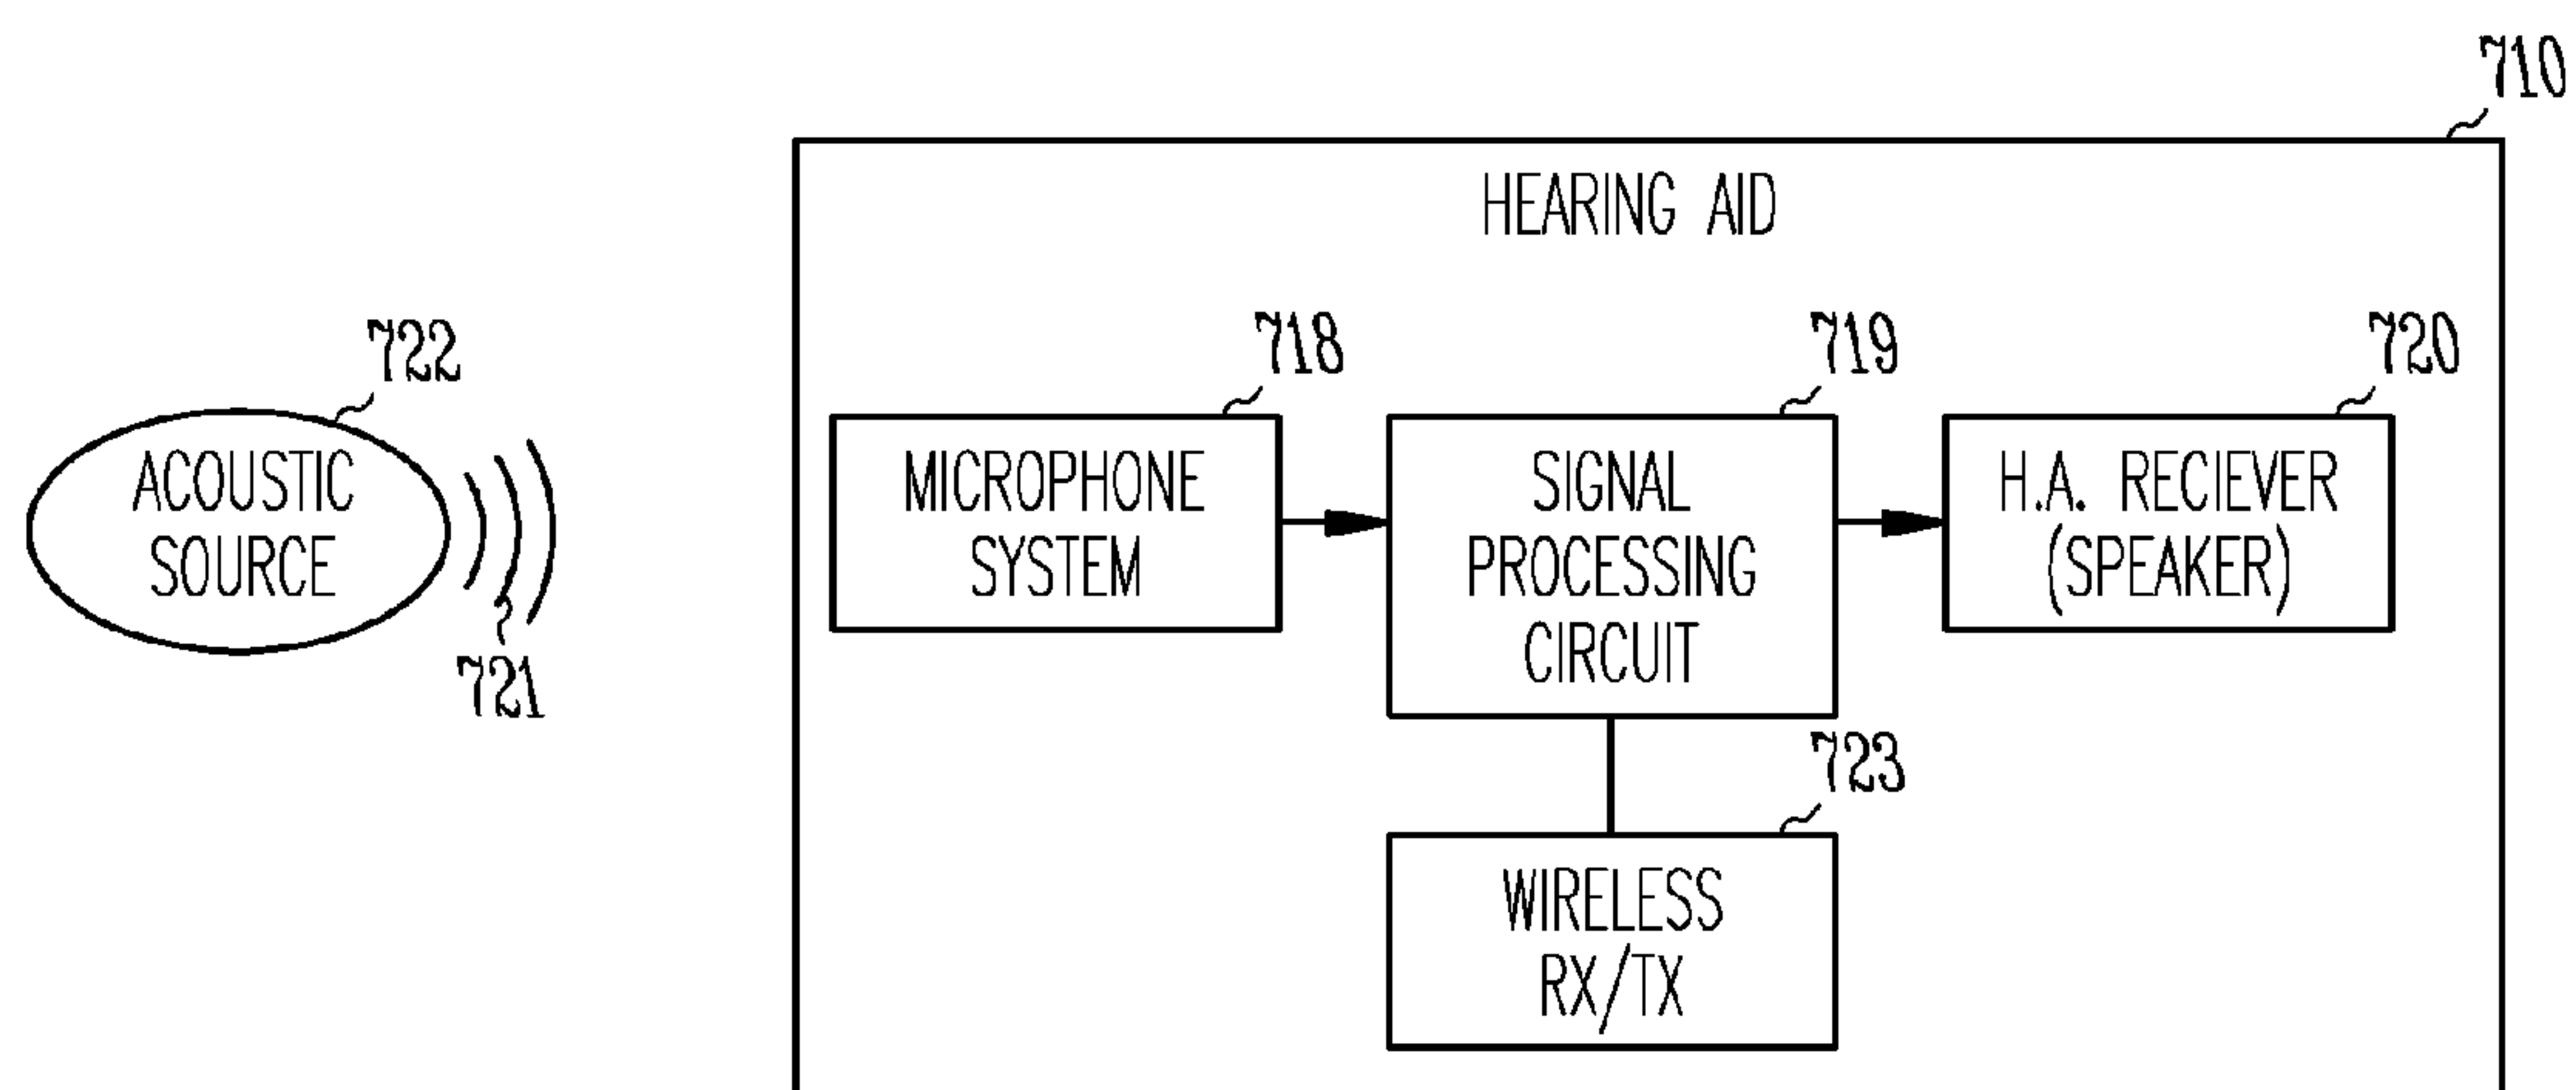 710
HEARING AID
722
718
719
720
ACOUSTIC
SOURCE
721
MICROPHONE
SYSTEM
SIGNAL
PROCESSING
CIRCUIT
H.A. RECIEVER
(SPEAKER)
723
WIRELESS
RX/TX